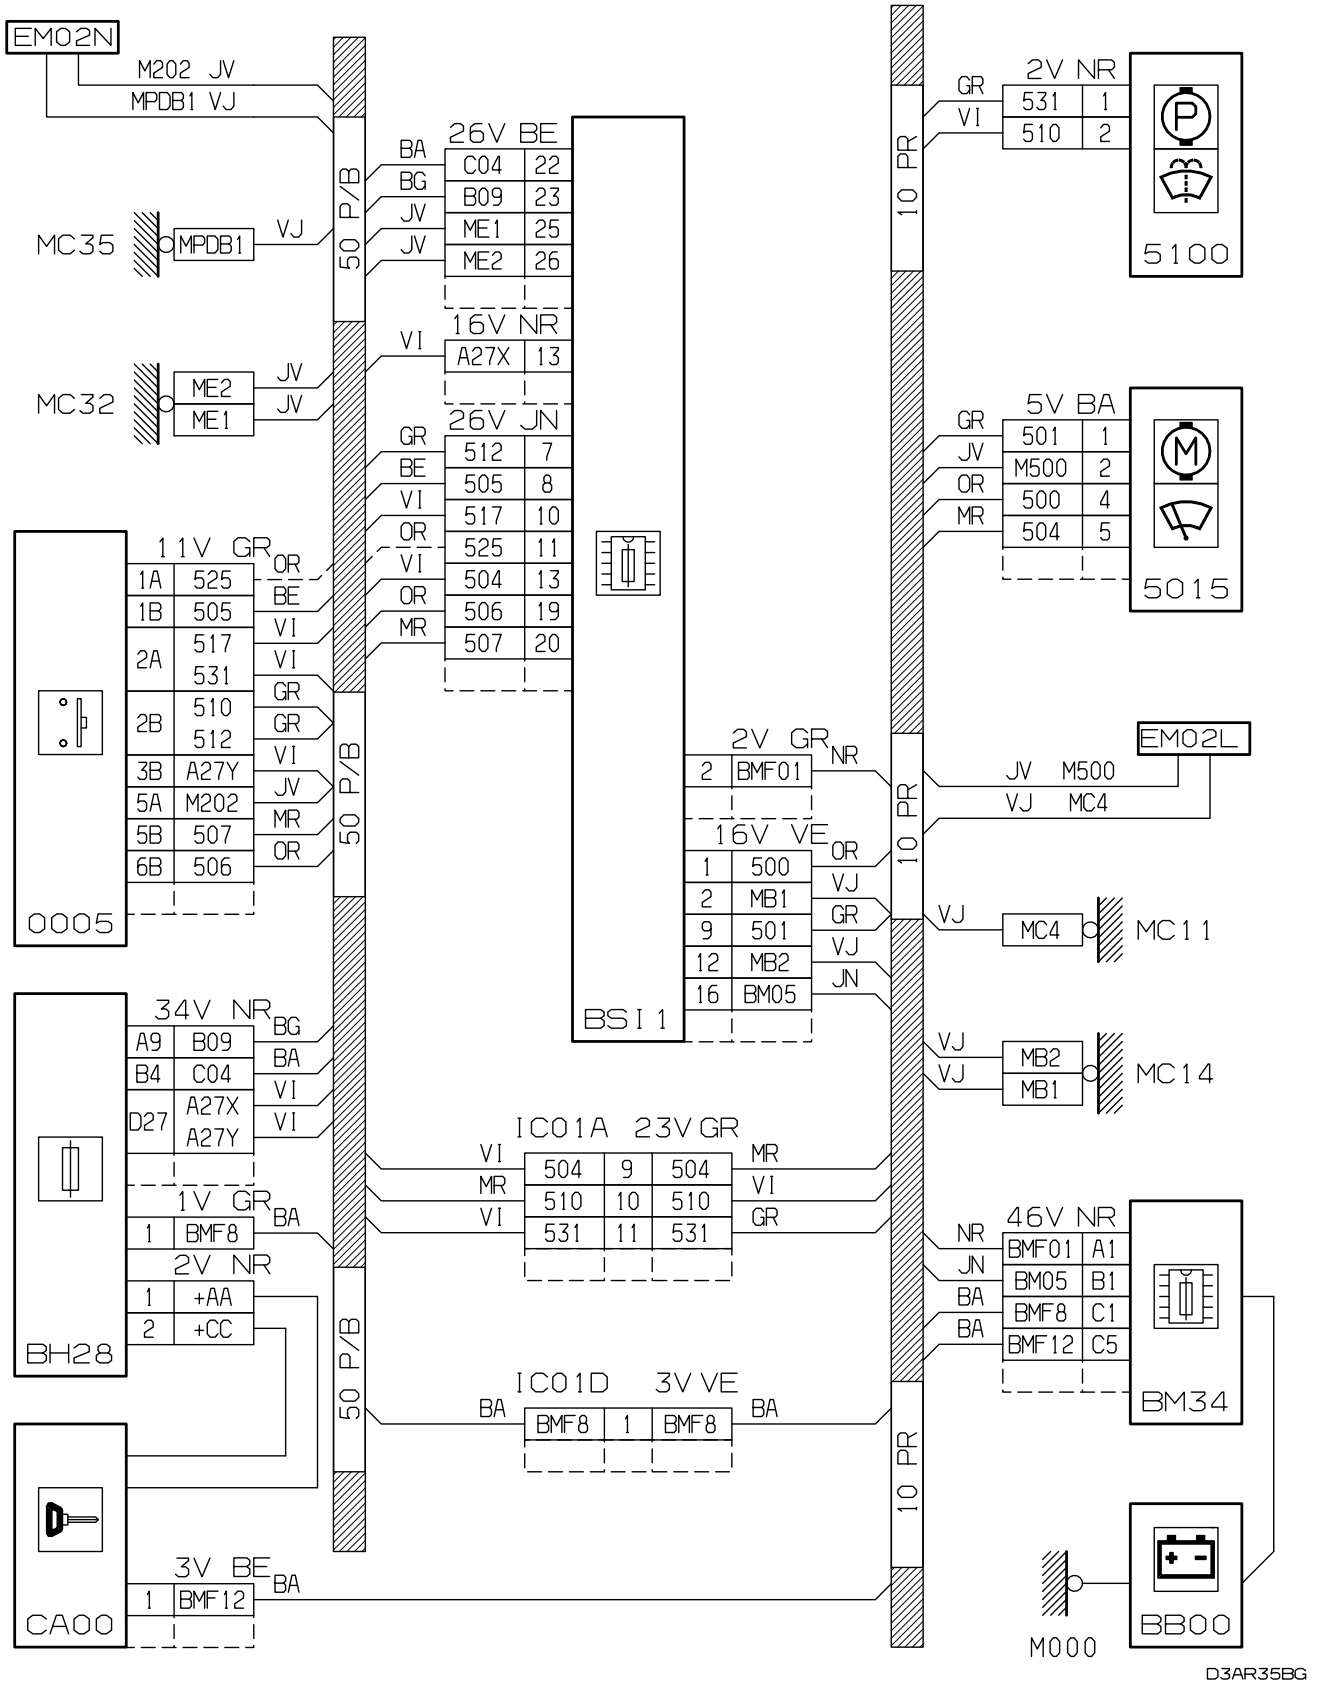 EM02N
M202 JV
MPDB1 VJ
MC35
MPDB1
VJ
MC32
ME2
JV
ME1
JV
50 P/B
26V BE
BA
C04 22
BG
B09 23
JV
ME1 25
JV
ME2 26
16V NR
VI
A27X 13
26V JN
GR
512 7
BE
505 8
VI
517 10
OR
525 11
VI
504 13
OR
506 19
MR
507 20
BSI1
11V GR
1A 525 OR
1B 505 BE
2A 517 VI
531 VI
2B 510 GR
512 GR
3B A27Y VI
5A M202 JV
5B 507 MR
6B 506 OR
0005
50 P/B
34V NR
A9 B09 BG
B4 C04 BA
D27 A27X VI
A27Y VI
1V GR
1 BMF8 BA
2V NR
1 +AA
2 +CC
BH28
50 P/B
3V BE
1 BMF12 BA
CA00
2V GR
2 BMF01 NR
16V VE
1 500 OR
2 MB1 VJ
9 501 GR
12 MB2 VJ
16 BM05 JN
IC01A 23V GR
VI 504 9 504 MR
MR 510 10 510 VI
VI 531 11 531 GR
IC01D 3V VE
BA BMF8 1 BMF8 BA
10 PR
2V NR
GR 531 1
VI 510 2
P
5100
5V BA
GR 501 1
JV M500 2
OR 500 4
MR 504 5
M
5015
10 PR
EM02L
JV M500
VJ MC4
VJ MC4 MC11
VJ MB2
VJ MB1
MC14
46V NR
NR BMF01 A1
JN BM05 B1
BA BMF8 C1
BA BMF12 C5
BM34
10 PR
+ -
BB00
M000
D3AR35BG